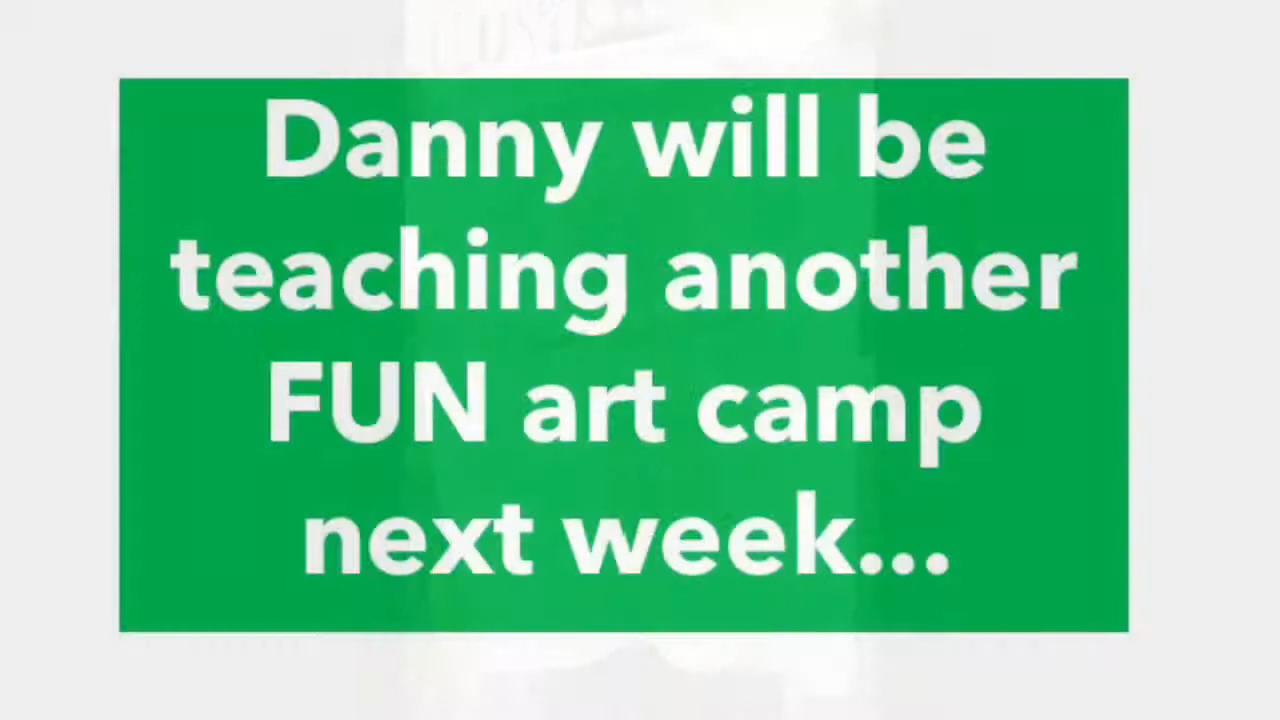 Danny will be
teaching another
FUN art camp
next week...